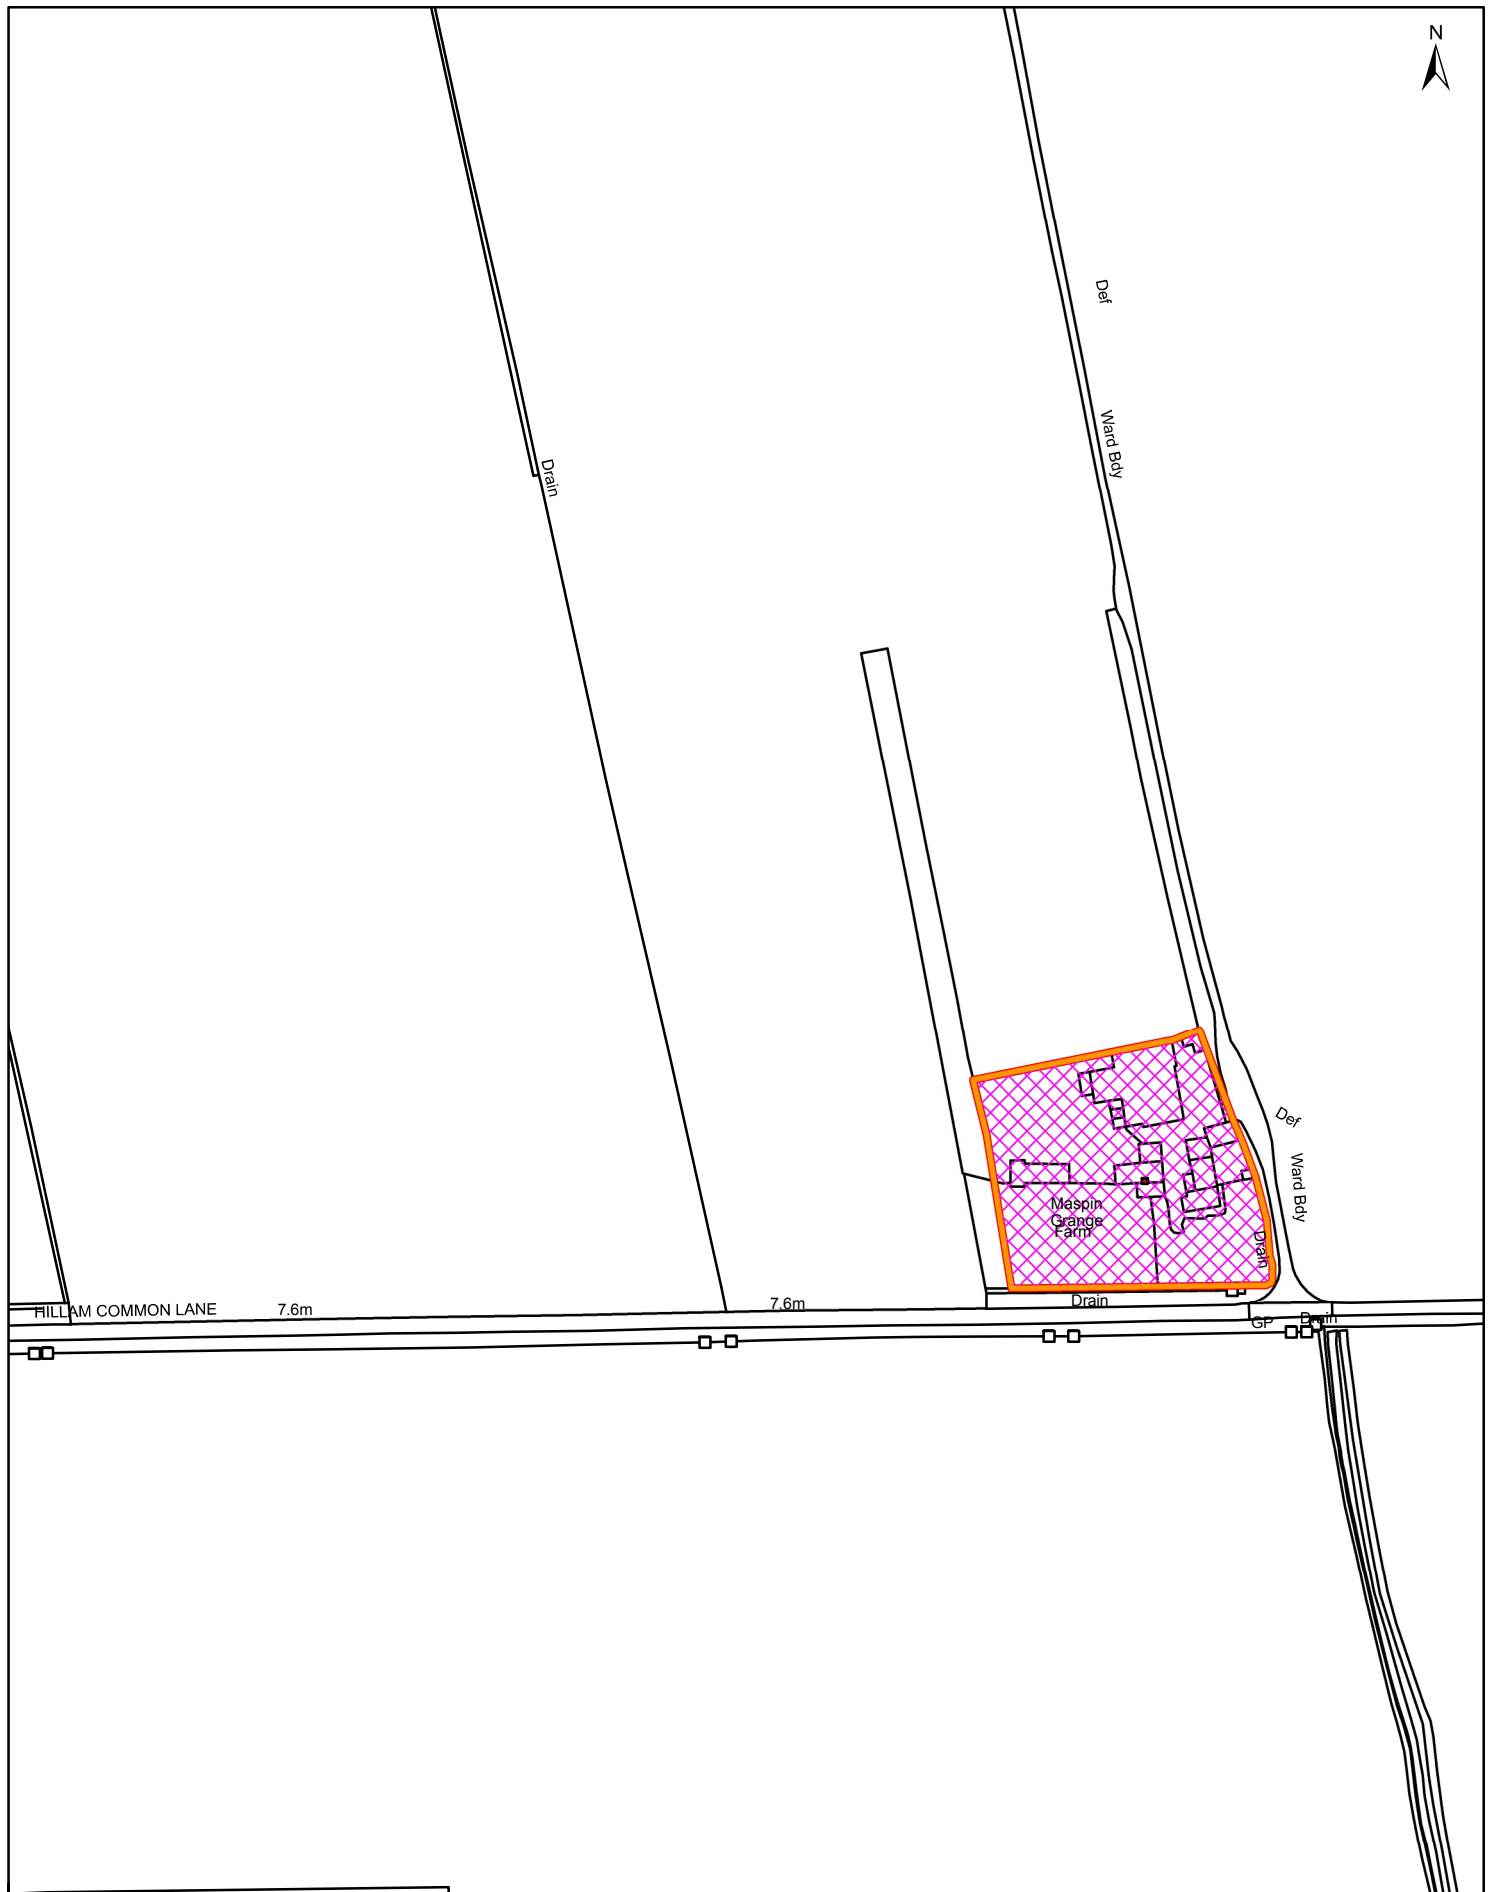 N
Def
Ward Bdy
Drain
Def
Ward Bdy
Maspin
Grange
Farm
Drain
HILLAM COMMON LANE
7.6m
7.6m
Drain
GP
Drain